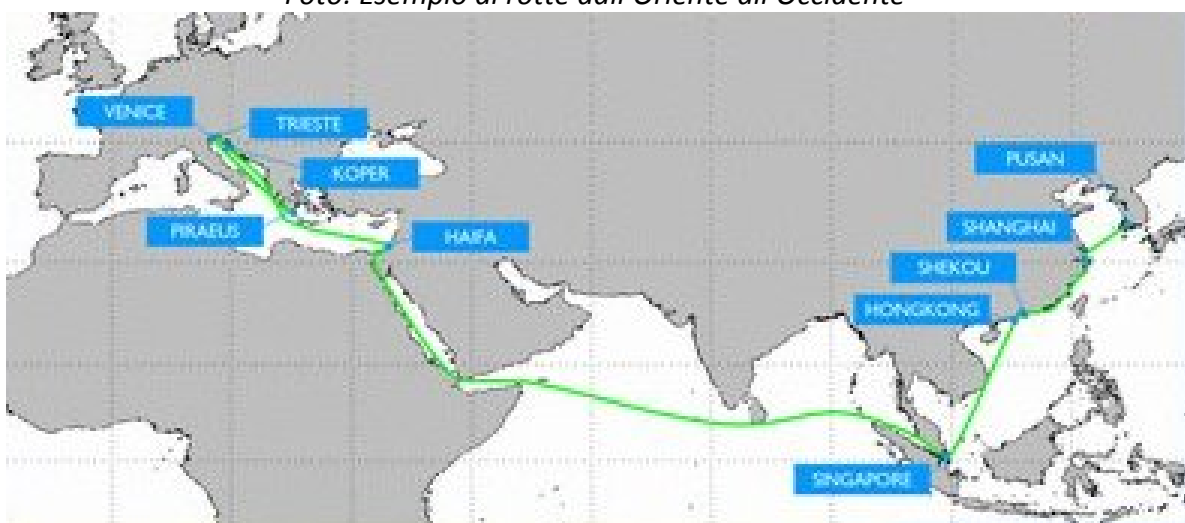 Foto: Esempio di rotte dall'Oriente all'Occidente
VENICE
TRIESTE
KOPER
PUSAN
PIRAEUS
HAIFA
SHANGHAI
SHEKOU
HONGKONG
SINGAPORE